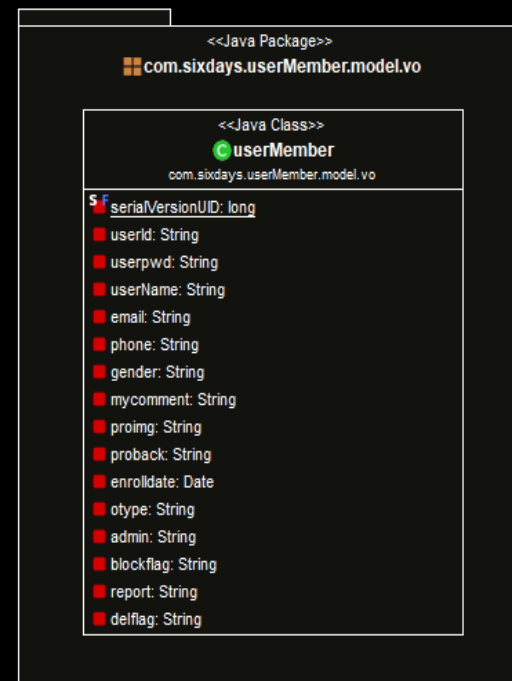 <<Java Package>>
com.sixdays.userMember.model.vo
<<Java Class>>
C userMember
com.sixdays.userMember.model.vo
S F serialVersionUID: long
userId: String
userpwd: String
userName: String
email: String
phone: String
gender: String
mycomment: String
proimg: String
proback: String
enrolldate: Date
otype: String
admin: String
blockflag: String
report: String
delflag: String